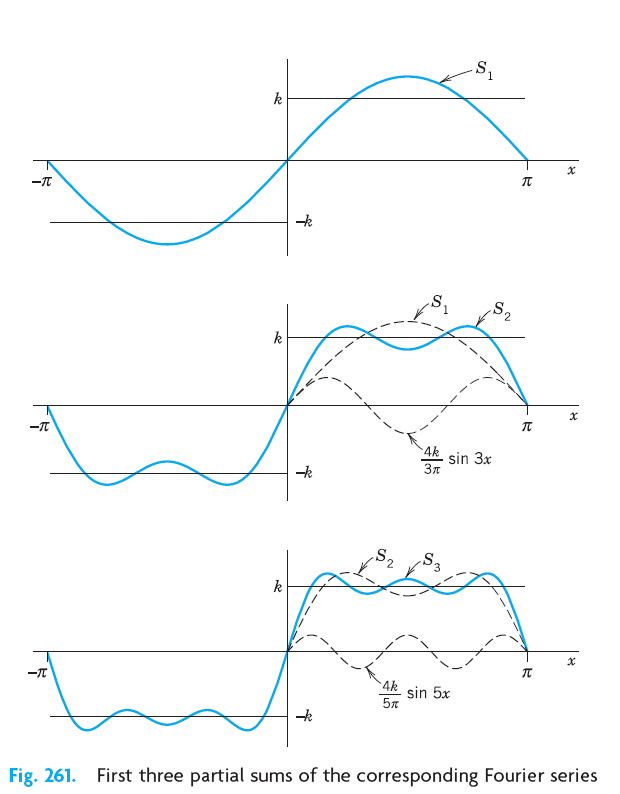 S₁
k
−π
π
x
−k
S₁
S₂
k
−π
π
x
−k
4k/3π sin 3x
S₂
S₃
k
−π
π
x
−k
4k/5π sin 5x
Fig. 261. First three partial sums of the corresponding Fourier series